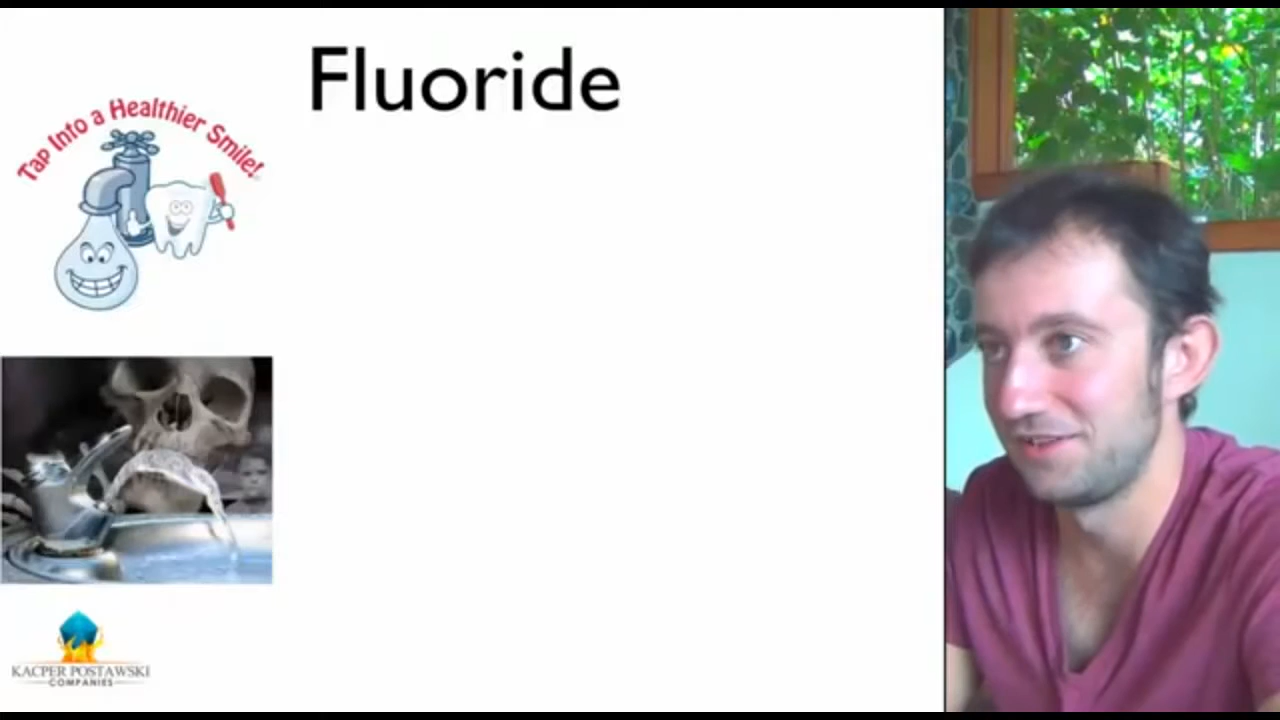 Fluoride
Tap Into a Healthier Smile!
KACPER POSTAWSKI
COMPANIES